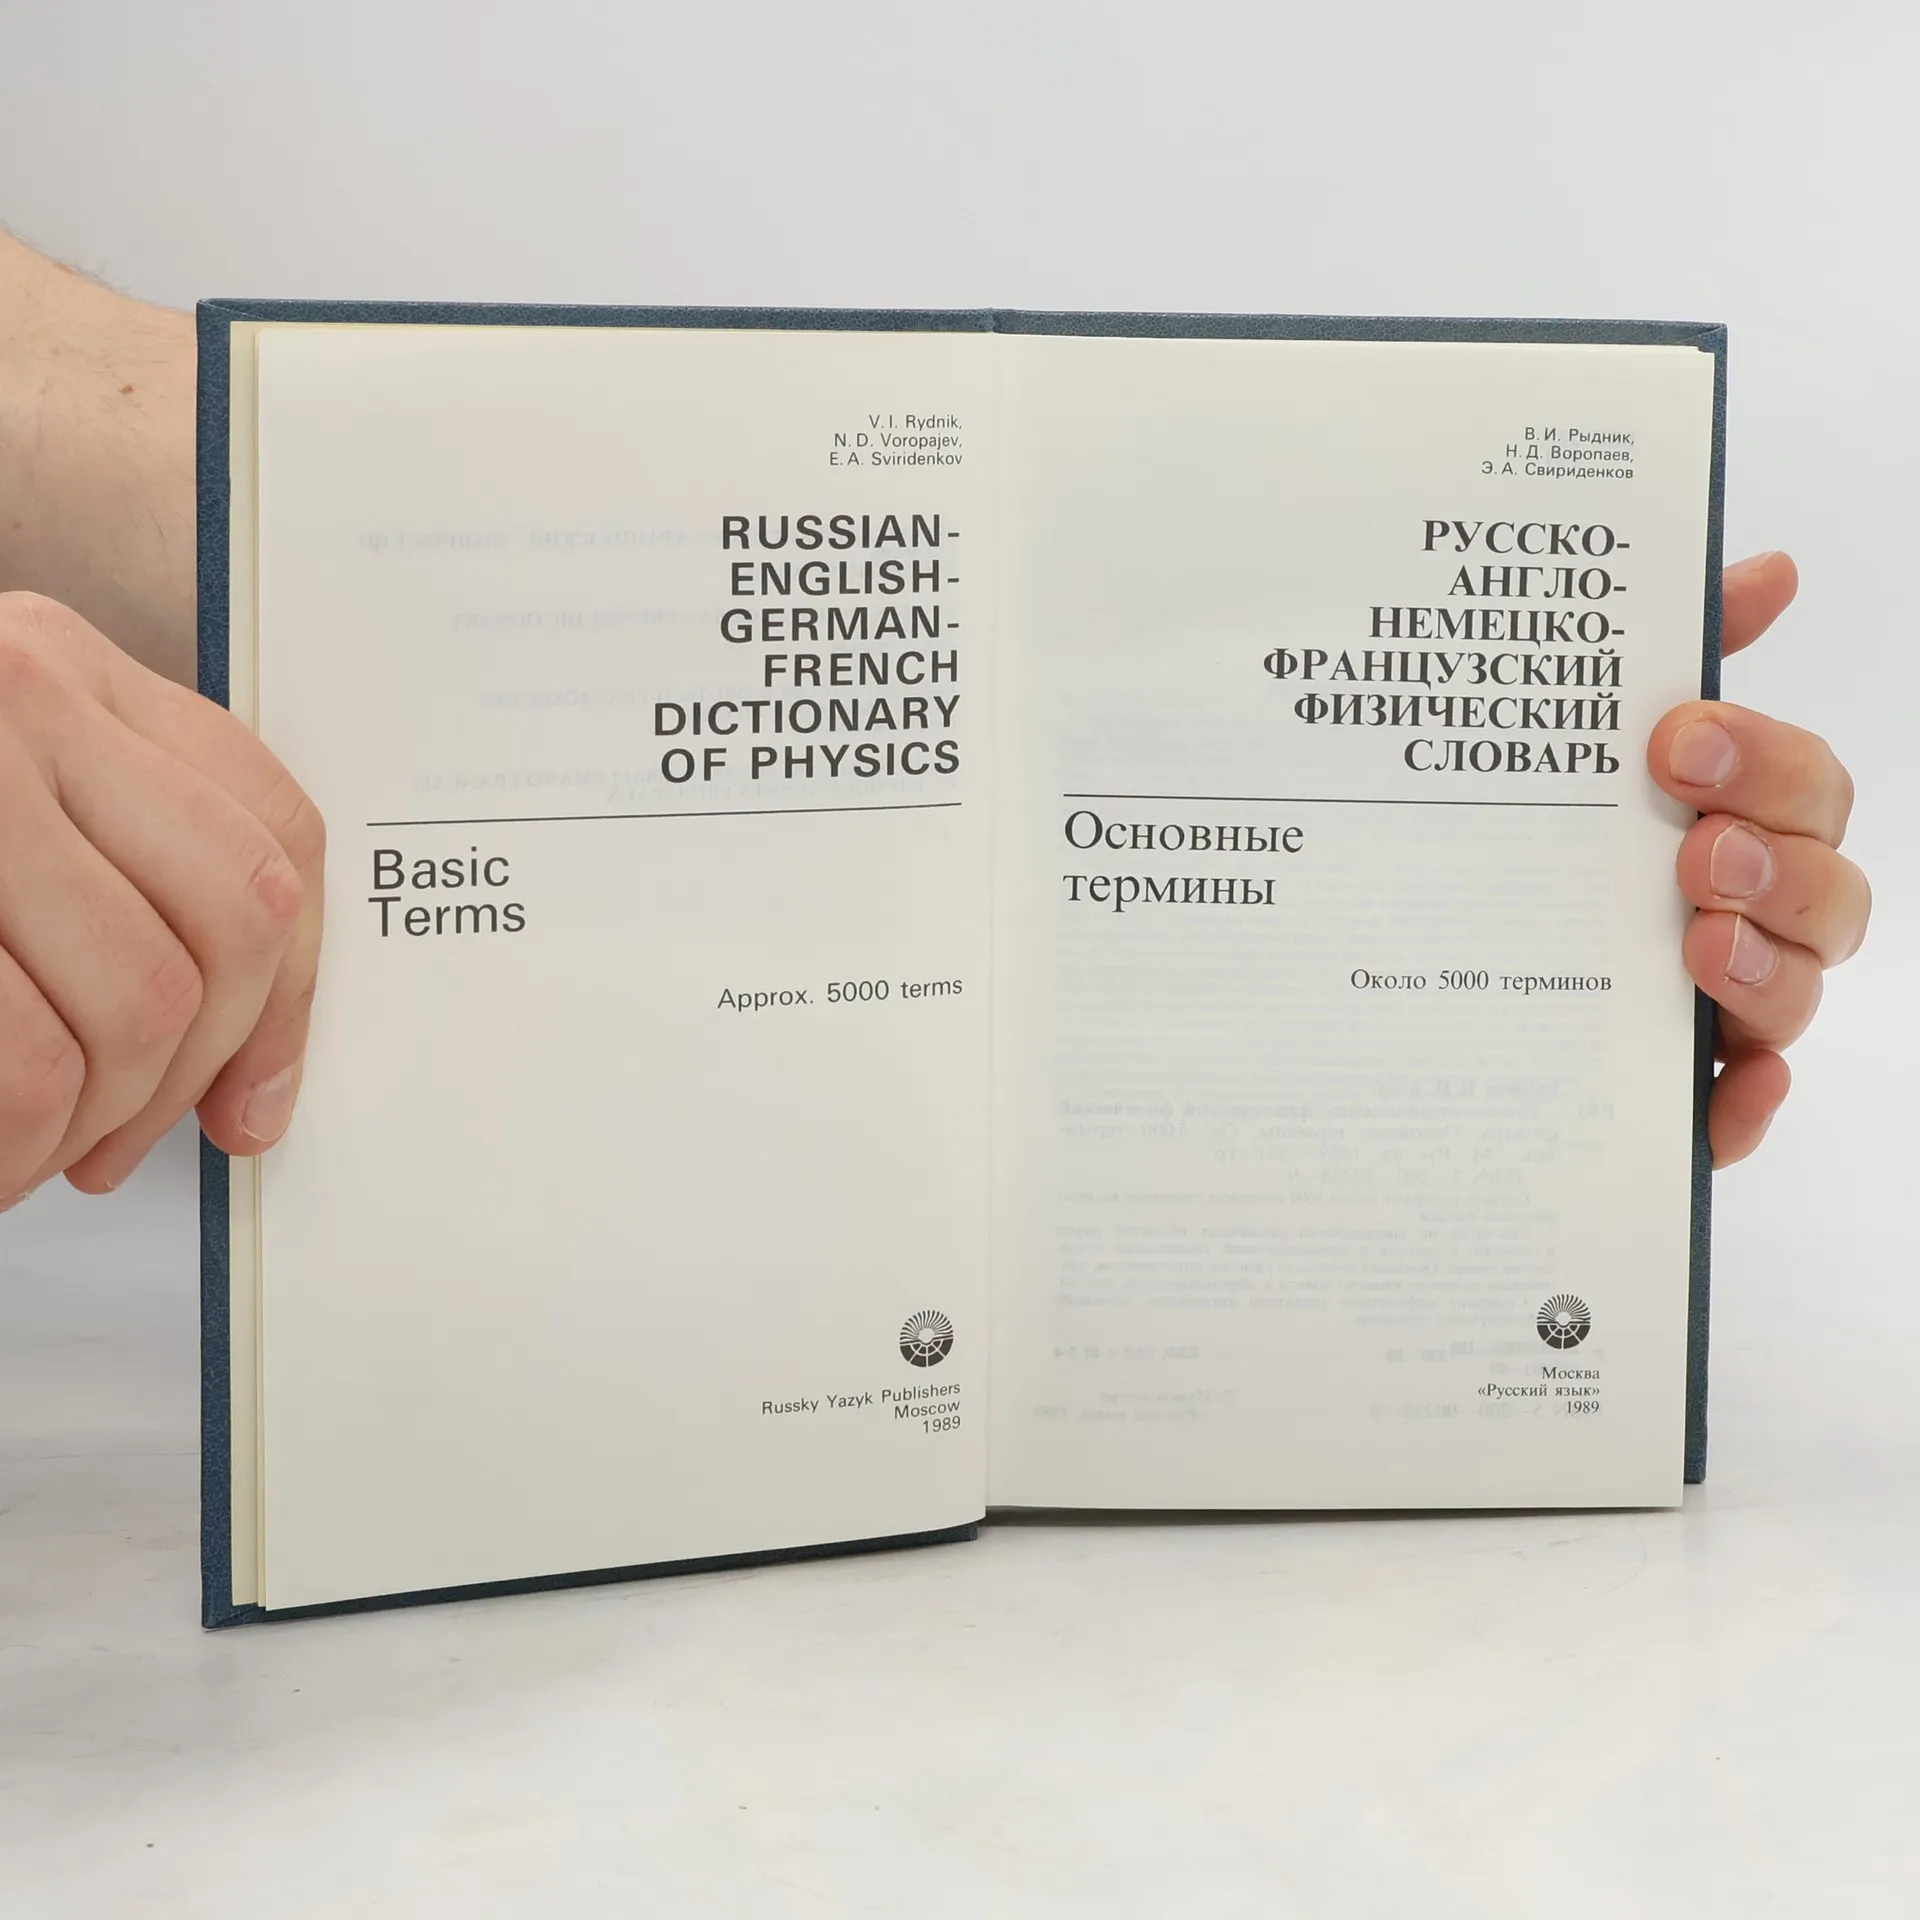 V. I. Rydnik,
N. D. Voropajev,
E. A. Sviridenkov
RUSSIAN-
ENGLISH-
GERMAN-
FRENCH
DICTIONARY
OF PHYSICS
Basic
Terms
Approx. 5000 terms
Russky Yazyk Publishers
Moscow
1989
В. И. Рыдник,
Н. Д. Воропаев,
Э. А. Свириденков
РУССКО-
АНГЛО-
НЕМЕЦКО-
ФРАНЦУЗСКИЙ
ФИЗИЧЕСКИЙ
СЛОВАРЬ
Основные
термины
Около 5000 терминов
Москва
«Русский язык»
1989